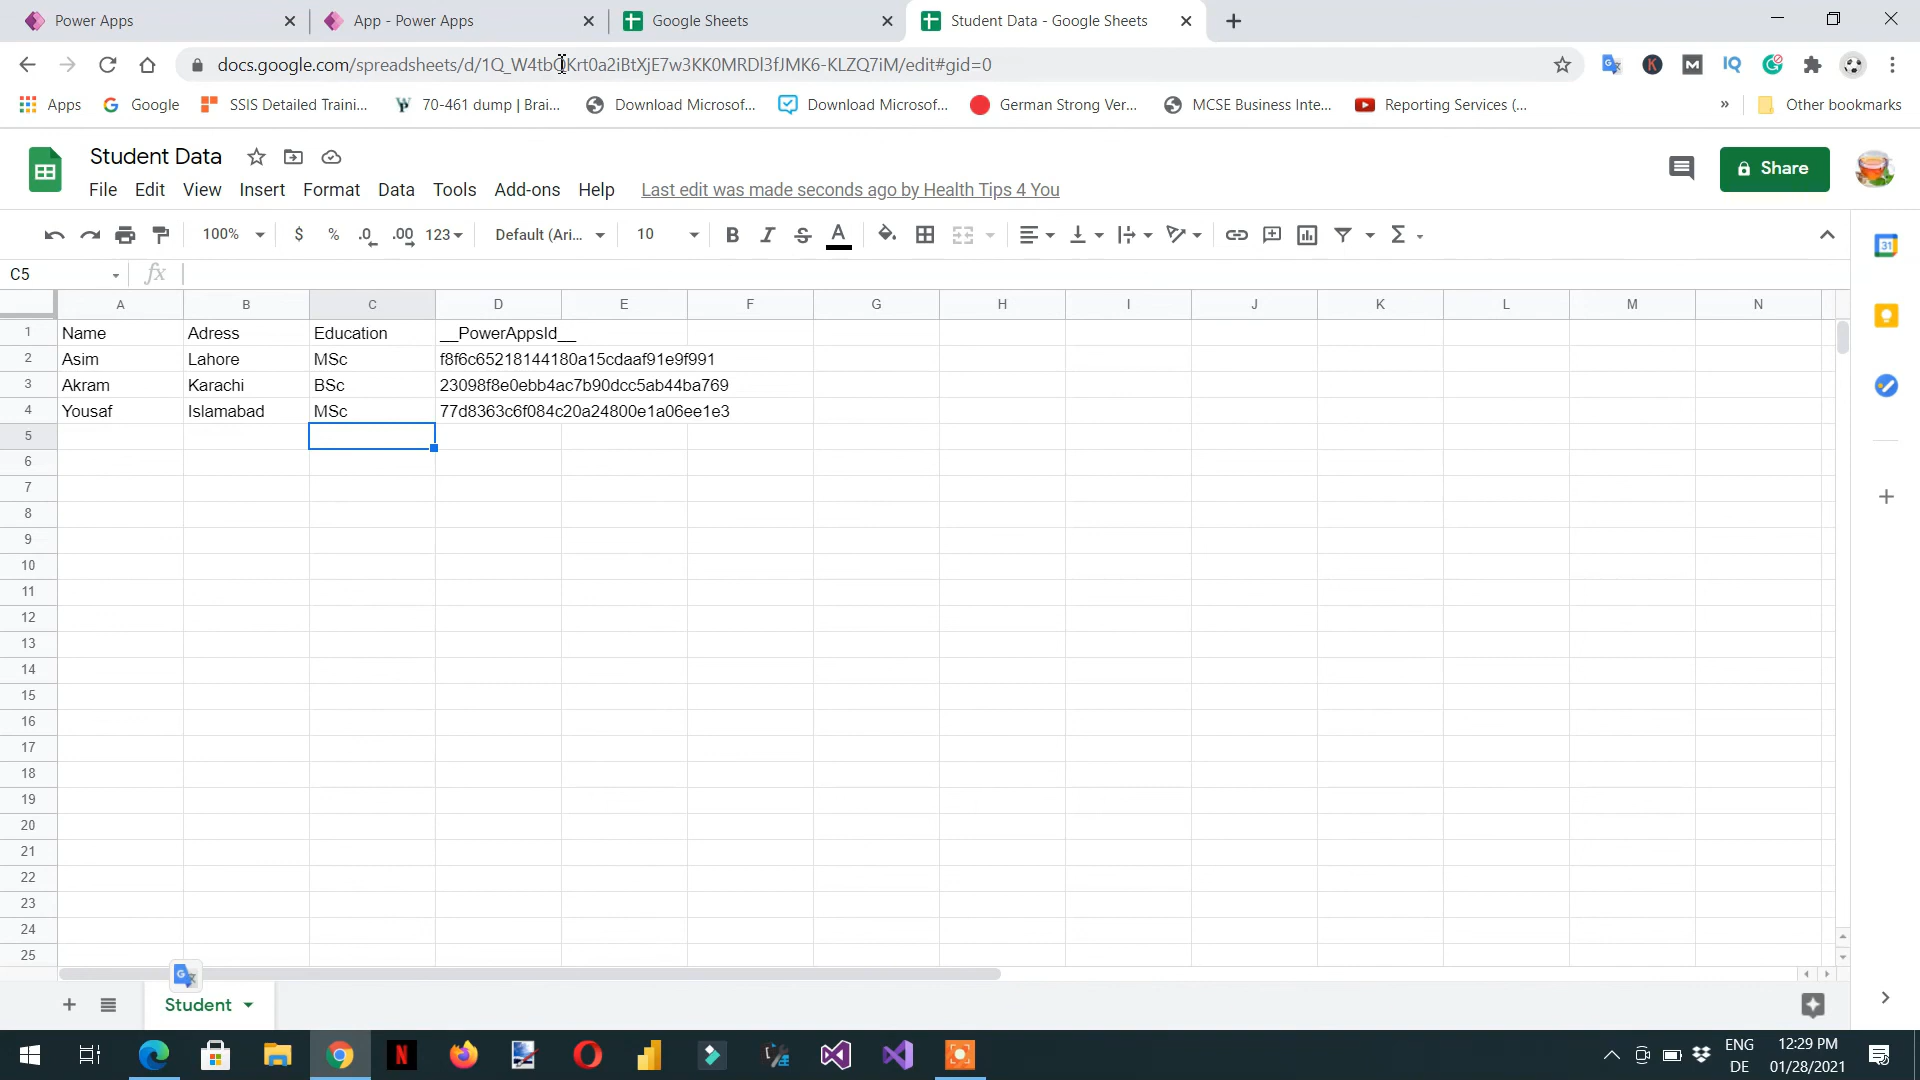 Power Apps
App - Power Apps
Google Sheets
Student Data - Google Sheets
docs.google.com/spreadsheets/d/1Q_W4tbQKrt0a2iBtXjE7w3KK0MRDl3fJMK6-KLZQ7iM/edit#gid=0
Apps
Google
SSIS Detailed Traini...
70-461 dump | Brai...
Download Microsof...
Download Microsof...
German Strong Ver...
MCSE Business Inte...
Reporting Services (...
»
Other bookmarks
Student Data
Share
File Edit View Insert Format Data Tools Add-ons Help Last edit was made seconds ago by Health Tips 4 You
100% $ % .0 .00 123 Default (Ari... 10 B I S A
C5 fx
A B C D E F G H I J K L M N
1 Name Adress Education __PowerAppsId__
2 Asim Lahore MSc f8f6c65218144180a15cdaaf91e9f991
3 Akram Karachi BSc 23098f8e0ebb4ac7b90dcc5ab44ba769
4 Yousaf Islamabad MSc 77d8363c6f084c20a24800e1a06ee1e3
5
6
7
8
9
10
11
12
13
14
15
16
17
18
19
20
21
22
23
24
25
Student
ENG
DE
12:29 PM
01/28/2021